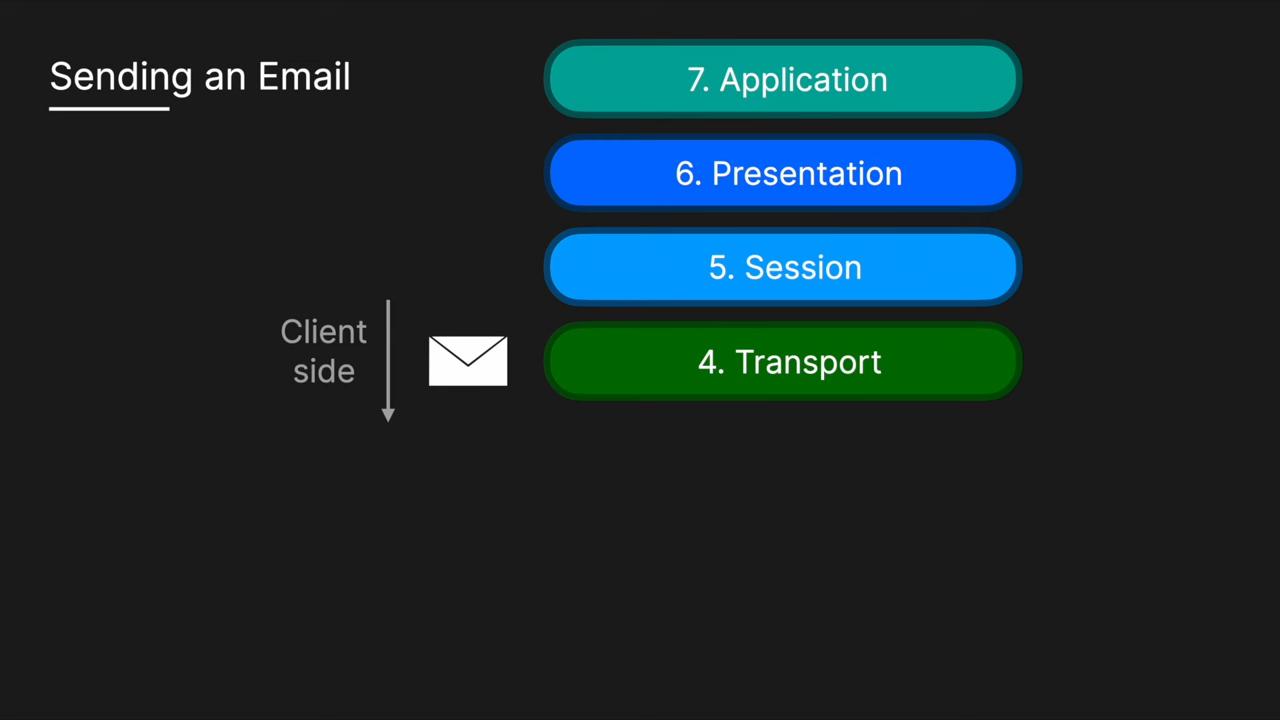 Sending an Email
7. Application
6. Presentation
5. Session
Client
side
4. Transport